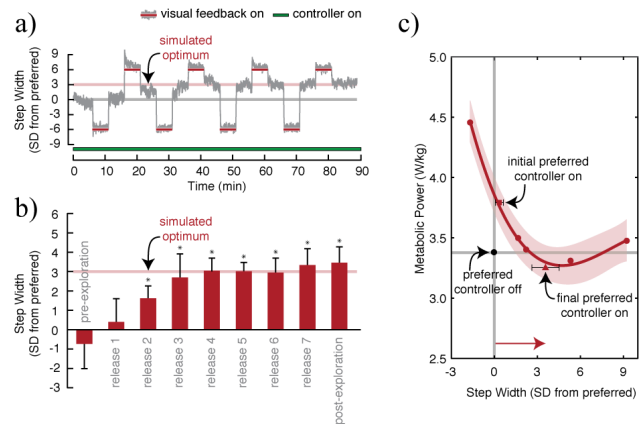 visual feedback on
controller on
a)
simulated
optimum
Step Width
(SD from preferred)
9
6
3
0
-3
-6
-9
0 10 20 30 40 50 60 70 80 90
Time (min)
b)
simulated
optimum
Step Width
(SD from preferred)
6
5
4
3
2
1
0
-1
-2
-3
pre-exploration
release 1
release 2
release 3
release 4
release 5
release 6
release 7
post-exploration
* * * * * * *
c)
Metabolic Power (W/kg)
5.0
4.5
4.0
3.5
3.0
2.5
initial preferred
controller on
preferred
controller off
final preferred
controller on
-3 0 3 6 9
Step Width (SD from preferred)